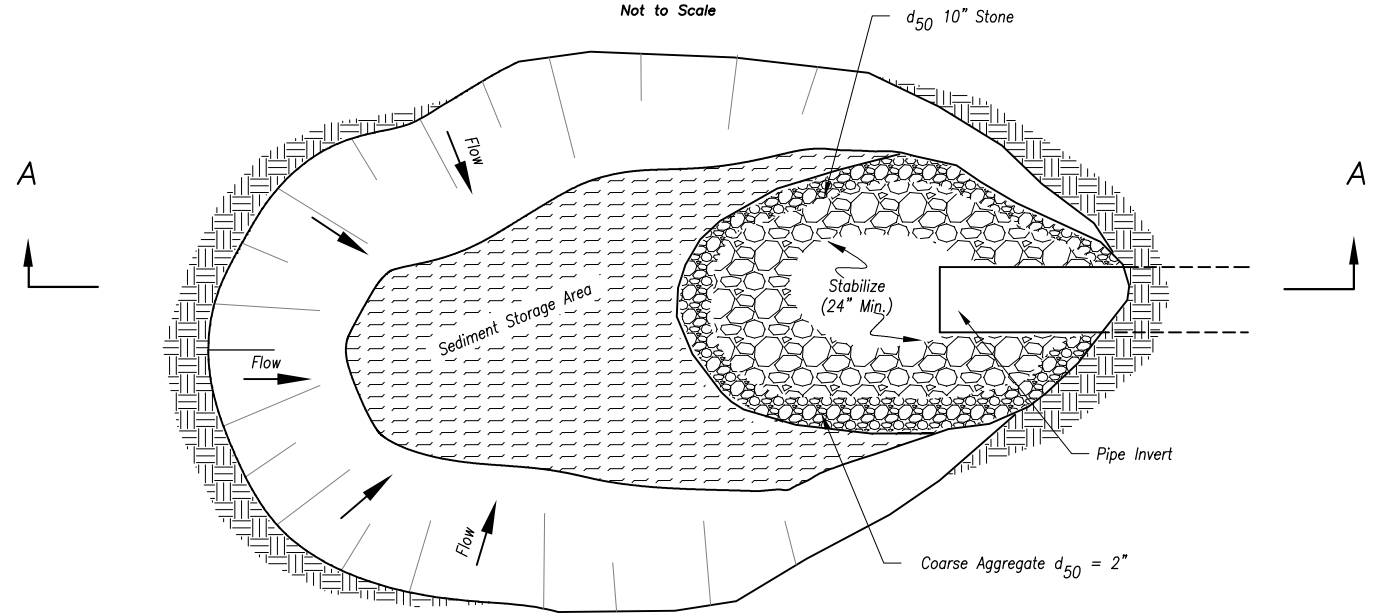 Not to Scale
d50 10" Stone
Flow
A
A
Stabilize
(24" Min.)
Sediment Storage Area
Flow
Pipe Invert
Flow
Coarse Aggregate d50 = 2"